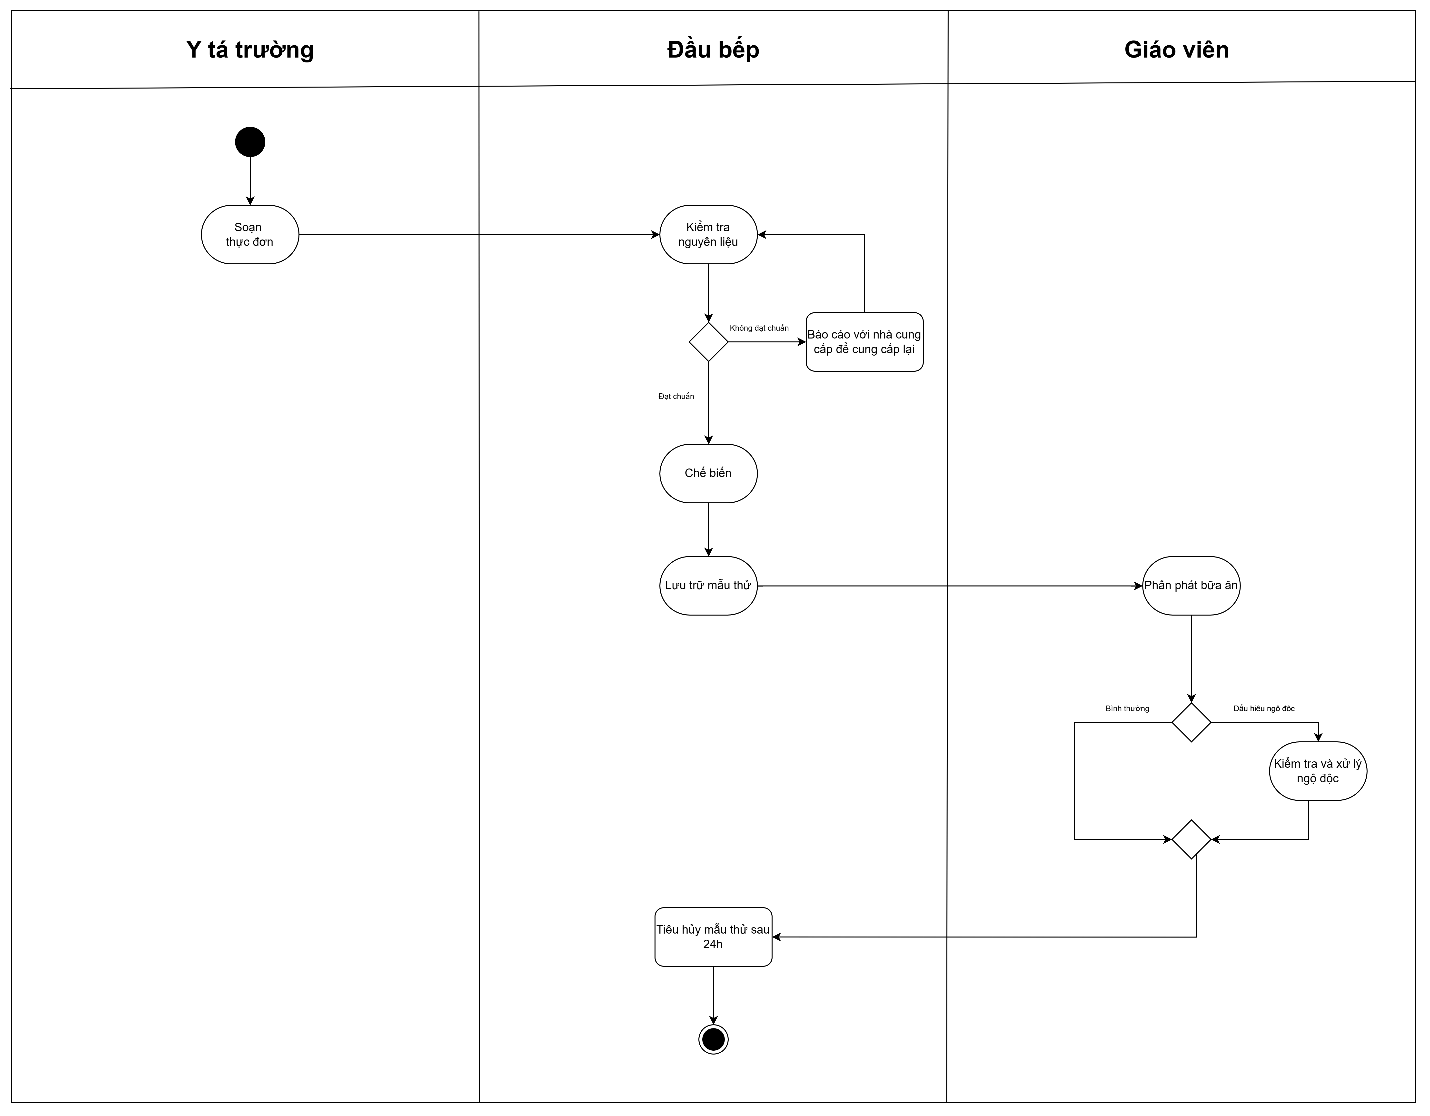 Y tá trường
Đầu bếp
Giáo viên
Soạn
thực đơn
Kiểm tra
nguyên liệu
Không đạt chuẩn
Báo cáo với nhà cung
cấp để cung cấp lại
Đạt chuẩn
Chế biến
Lưu trữ mẫu thử
Phân phát bữa ăn
Bình thường
Dấu hiệu ngộ độc
Kiểm tra và xử lý
ngộ độc
Tiêu hủy mẫu thử sau
24h